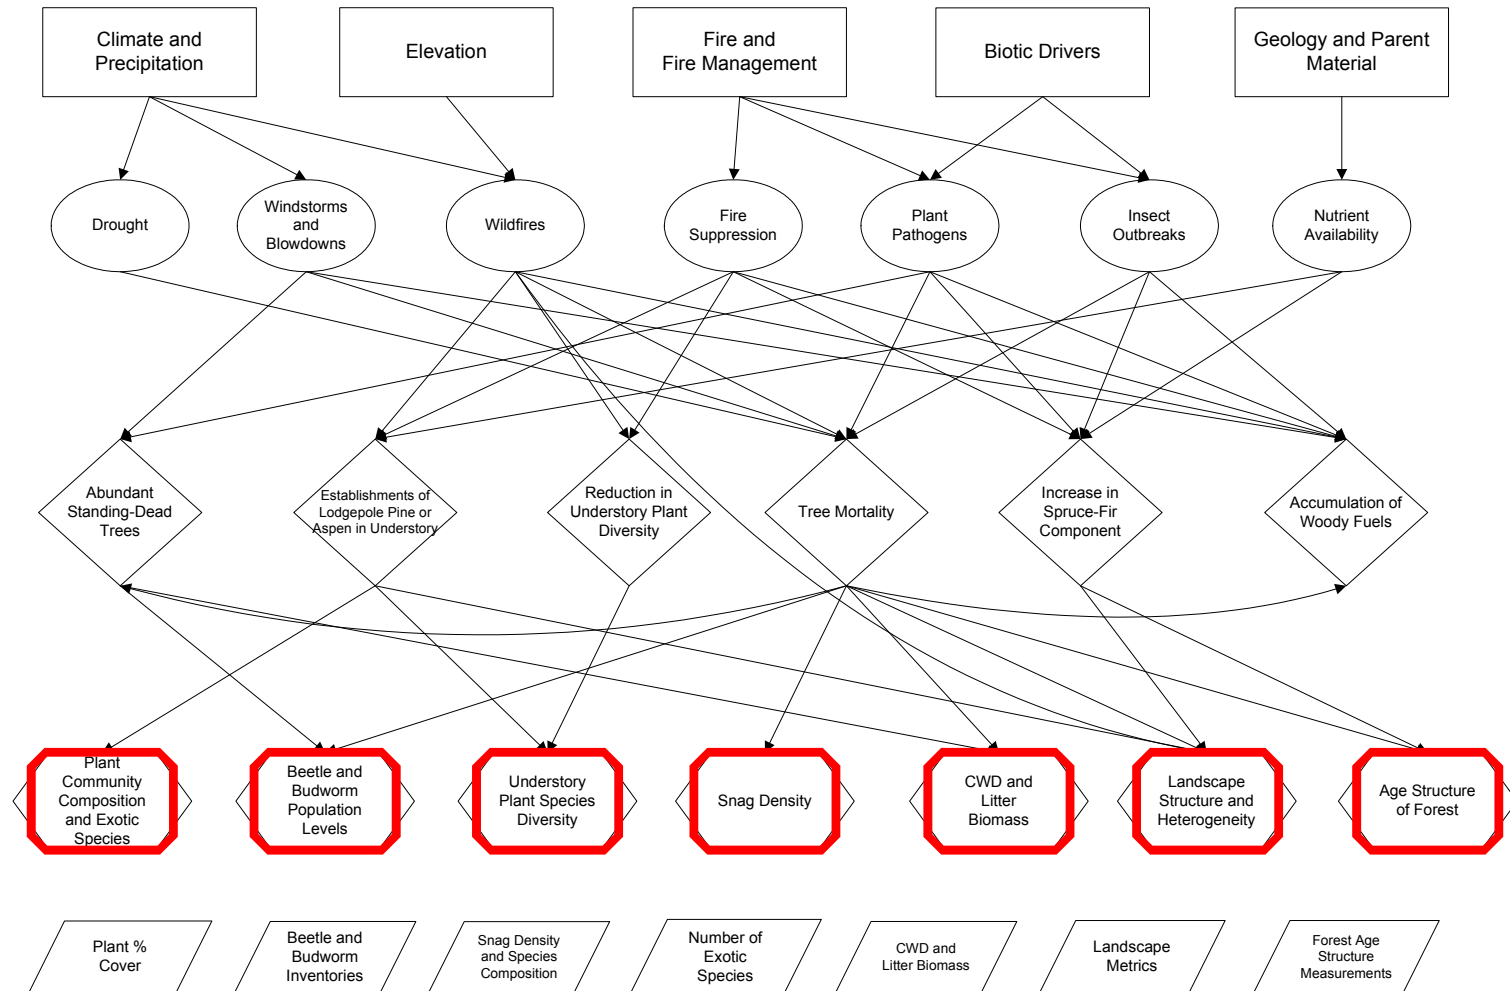 Climate and
Precipitation
Elevation
Fire and
Fire Management
Biotic Drivers
Geology and Parent
Material
Drought
Windstorms
and
Blowdowns
Wildfires
Fire
Suppression
Plant
Pathogens
Insect
Outbreaks
Nutrient
Availability
Abundant
Standing-Dead
Trees
Establishments of
Lodgepole Pine or
Aspen in Understory
Reduction in
Understory Plant
Diversity
Tree Mortality
Increase in
Spruce-Fir
Component
Accumulation of
Woody Fuels
Plant
Community
Composition
and Exotic
Species
Beetle and
Budworm
Population
Levels
Understory
Plant Species
Diversity
Snag Density
CWD and
Litter
Biomass
Landscape
Structure and
Heterogeneity
Age Structure
of Forest
Plant %
Cover
Beetle and
Budworm
Inventories
Snag Density
and Species
Composition
Number of
Exotic
Species
CWD and
Litter Biomass
Landscape
Metrics
Forest Age
Structure
Measurements